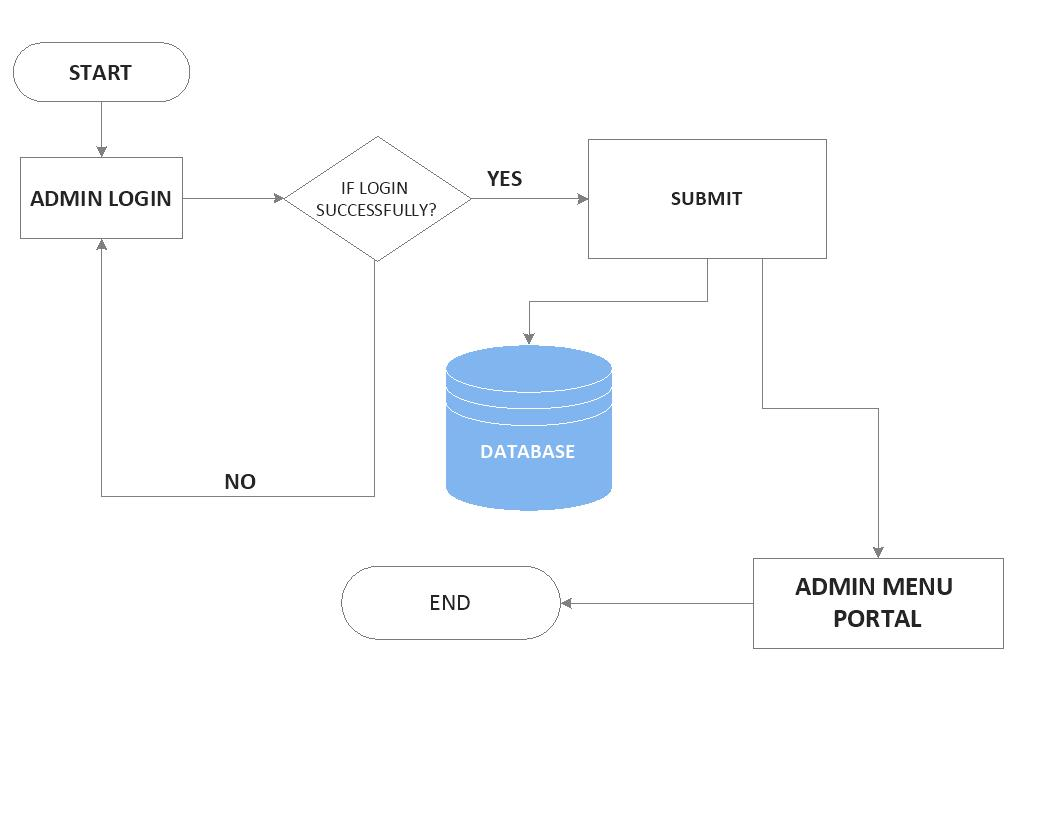 START
ADMIN LOGIN
IF LOGIN
SUCCESSFULLY?
YES
SUBMIT
DATABASE
NO
ADMIN MENU
PORTAL
END